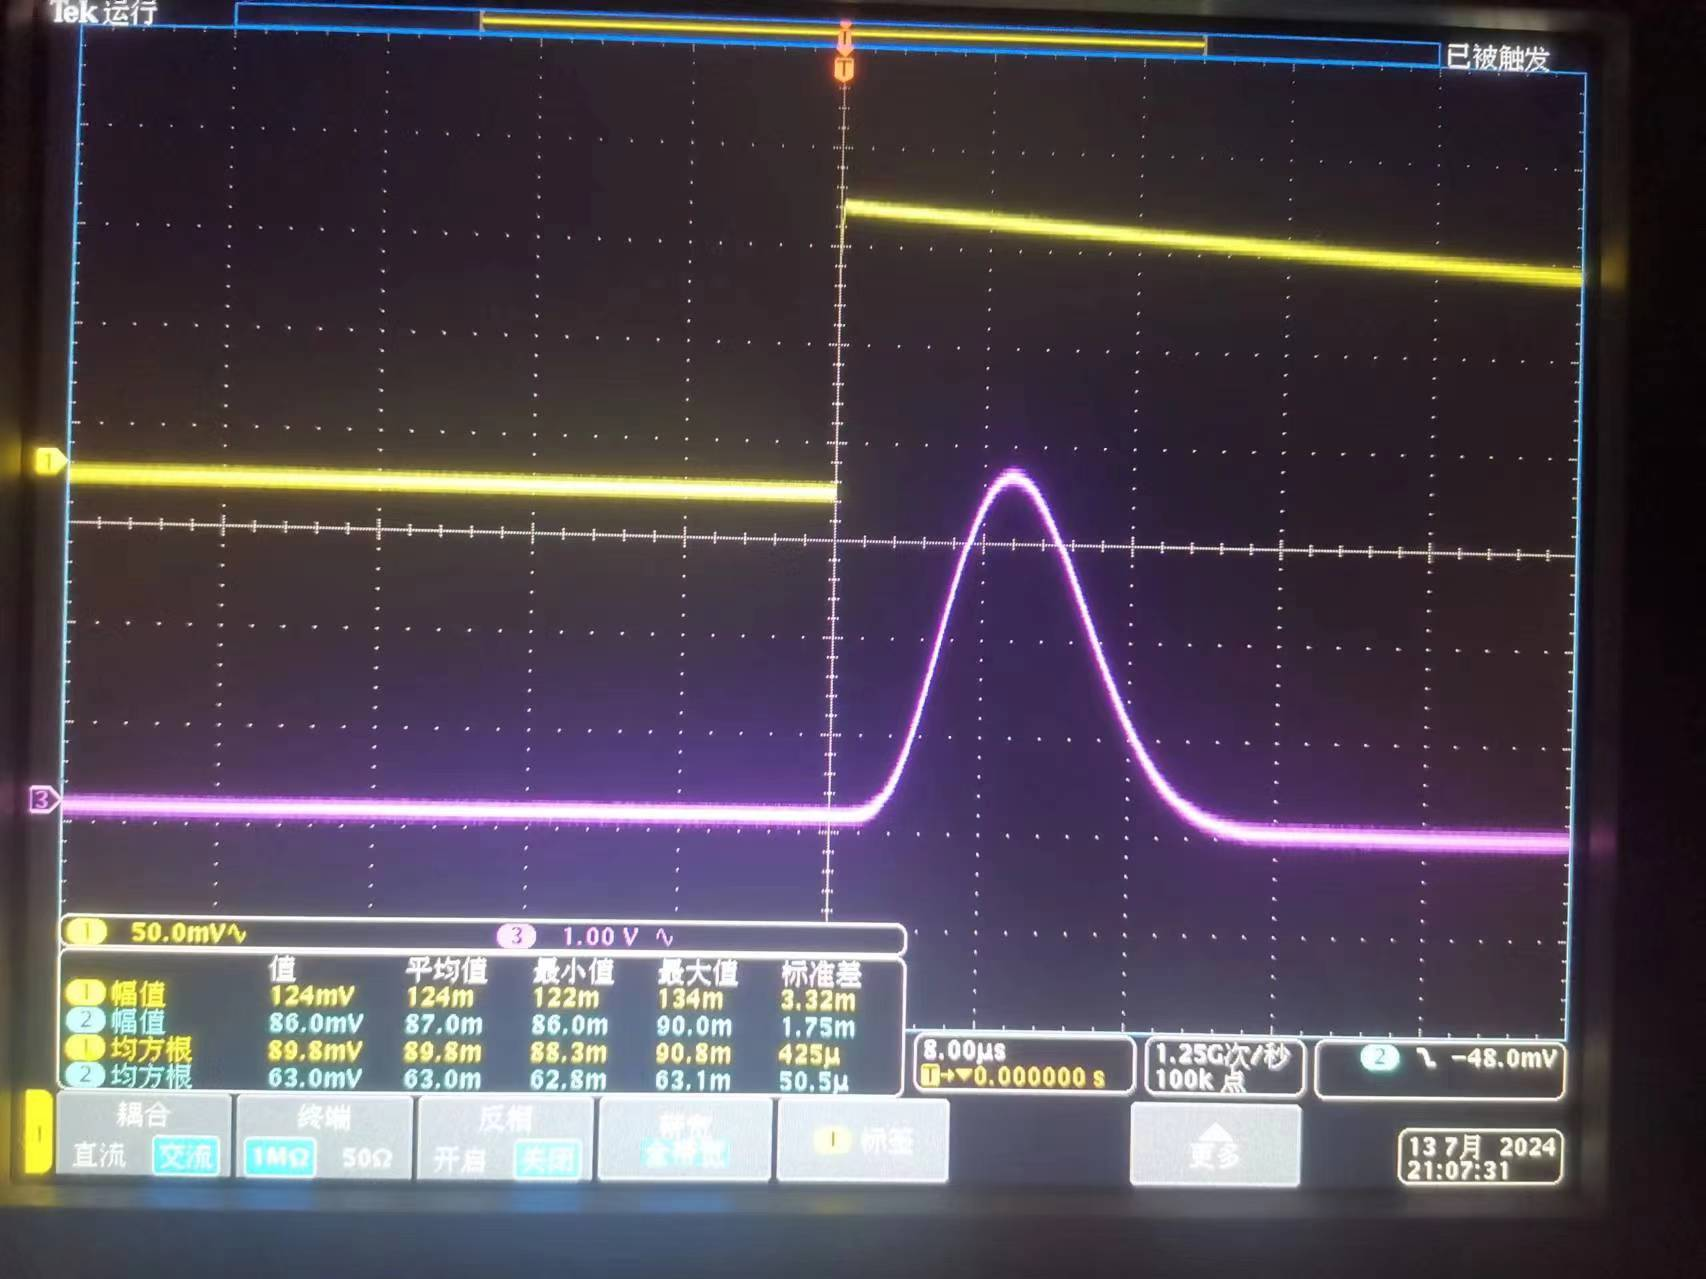 Tek 运行
已被触发
T
T
1
3
1 50.0mV∿ 3 1.00 V ∿
值 平均值 最小值 最大值 标准差
1 幅值 124mV 124m 122m 134m 3.32m
2 幅值 86.0mV 87.0m 86.0m 90.0m 1.75m
1 均方根 89.8mV 89.8m 88.3m 90.8m 425μ
2 均方根 63.0mV 63.0m 62.8m 63.1m 50.5μ
8.00μs
T→▼0.000000 s
1.25G次/秒
100k 点
2 -48.0mV
1
耦合
直流 交流
终端
1MΩ 50Ω
反相
开启 关闭
1 标签
更多
13 7月 2024
21:07:31